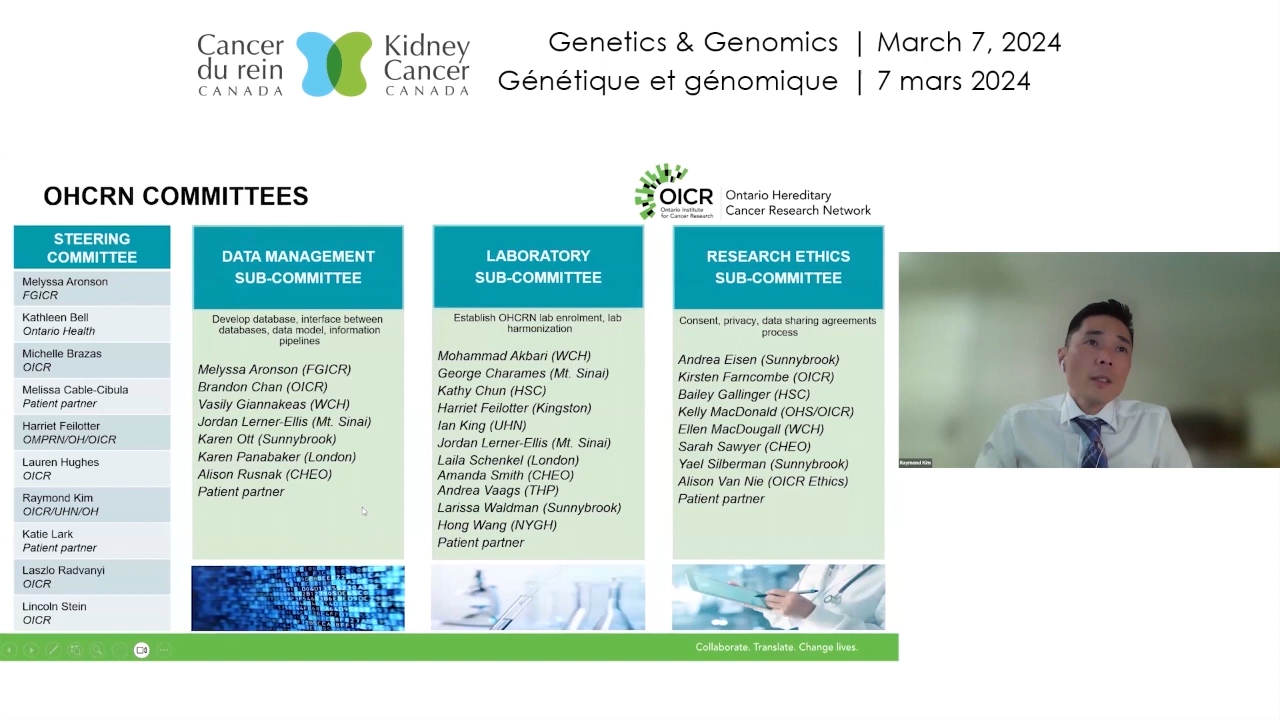 Cancer
du rein
CANADA
Kidney
Cancer
CANADA
Genetics & Genomics | March 7, 2024
Génétique et génomique | 7 mars 2024
OHCRN COMMITTEES
OICR
Ontario Institute
for Cancer Research
Ontario Hereditary
Cancer Research Network
STEERING
COMMITTEE
Melyssa Aronson
FGICR
Kathleen Bell
Ontario Health
Michelle Brazas
OICR
Melissa Cable-Cibula
Patient partner
Harriet Feilotter
OMPRN/OH/OICR
Lauren Hughes
OICR
Raymond Kim
OICR/UHN/OH
Katie Lark
Patient partner
Laszlo Radvanyi
OICR
Lincoln Stein
OICR
DATA MANAGEMENT
SUB-COMMITTEE
Develop database, interface between
databases, data model, information
pipelines
Melyssa Aronson (FGICR)
Brandon Chan (OICR)
Vasily Giannakeas (WCH)
Jordan Lerner-Ellis (Mt. Sinai)
Karen Ott (Sunnybrook)
Karen Panabaker (London)
Alison Rusnak (CHEO)
Patient partner
LABORATORY
SUB-COMMITTEE
Establish OHCRN lab enrolment, lab
harmonization
Mohammad Akbari (WCH)
George Charames (Mt. Sinai)
Kathy Chun (HSC)
Harriet Feilotter (Kingston)
Ian King (UHN)
Jordan Lerner-Ellis (Mt. Sinai)
Laila Schenkel (London)
Amanda Smith (CHEO)
Andrea Vaags (THP)
Larissa Waldman (Sunnybrook)
Hong Wang (NYGH)
Patient partner
RESEARCH ETHICS
SUB-COMMITTEE
Consent, privacy, data sharing agreements
process
Andrea Eisen (Sunnybrook)
Kirsten Farncombe (OICR)
Bailey Gallinger (HSC)
Kelly MacDonald (OHS/OICR)
Ellen MacDougall (WCH)
Sarah Sawyer (CHEO)
Yael Silberman (Sunnybrook)
Alison Van Nie (OICR Ethics)
Patient partner
Collaborate. Translate. Change lives.
Raymond Kim